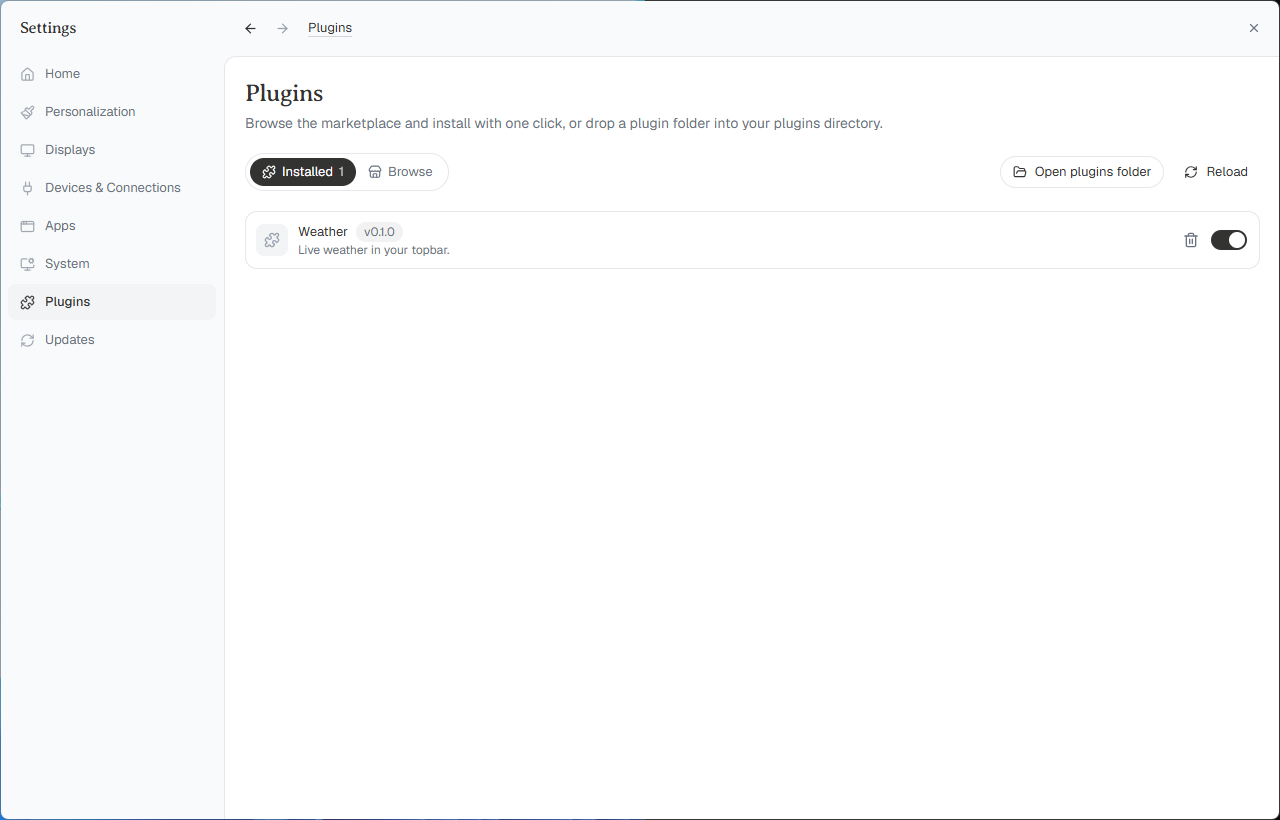 Settings
Plugins
Home
Personalization
Displays
Devices & Connections
Apps
System
Plugins
Updates
Plugins
Browse the marketplace and install with one click, or drop a plugin folder into your plugins directory.
Installed 1
Browse
Open plugins folder
Reload
Weather v0.1.0
Live weather in your topbar.